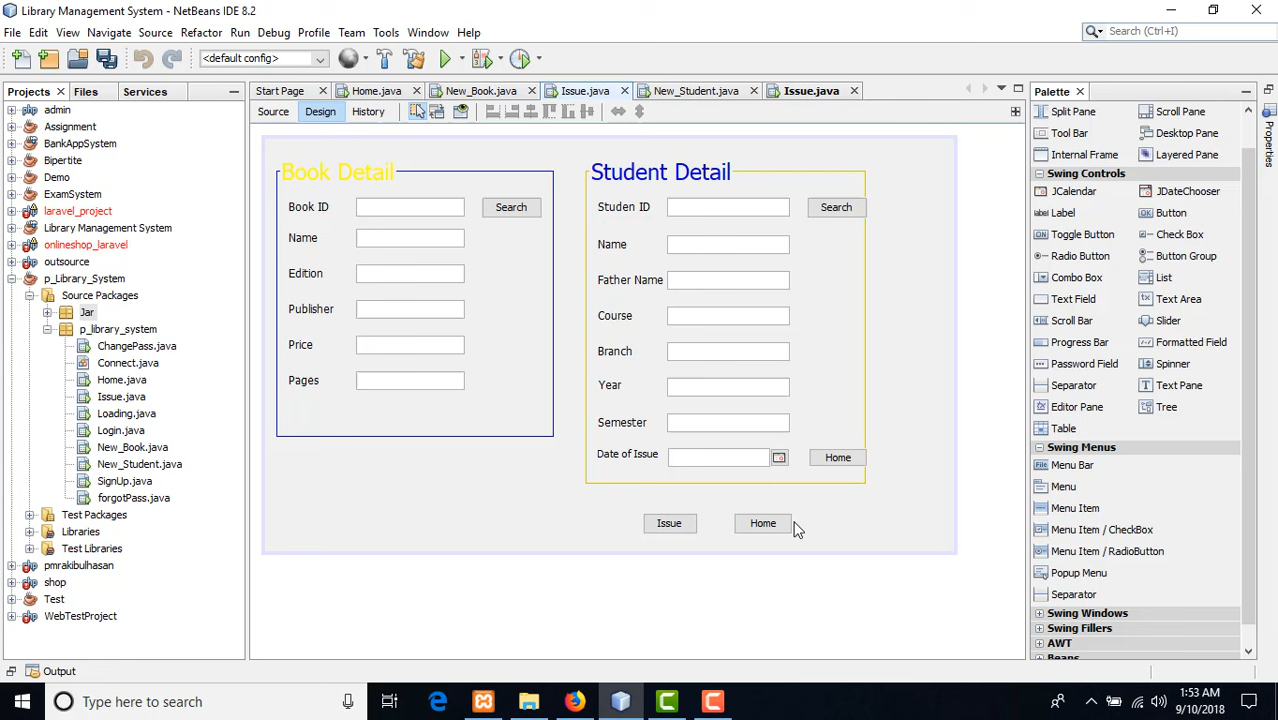 Library Management System - NetBeans IDE 8.2
File Edit View Navigate Source Refactor Run Debug Profile Team Tools Window Help
Search (Ctrl+I)
<default config>
Projects Files Services
Start Page Home.java New_Book.java Issue.java New_Student.java Issue.java
Source Design History
admin
Assignment
BankAppSystem
Bipertite
Demo
ExamSystem
laravel_project
Library Management System
onlineshop_laravel
outsource
p_Library_System
Source Packages
Jar
p_library_system
ChangePass.java
Connect.java
Home.java
Issue.java
Loading.java
Login.java
New_Book.java
New_Student.java
SignUp.java
forgotPass.java
Test Packages
Libraries
Test Libraries
pmrakibulhasan
shop
Test
WebTestProject
Output
Book Detail
Book ID Search
Name
Edition
Publisher
Price
Pages
Student Detail
Studen ID Search
Name
Father Name
Course
Branch
Year
Semester
Date of Issue Home
Issue Home
Palette
Split Pane Scroll Pane
Tool Bar Desktop Pane
Internal Frame Layered Pane
Swing Controls
JCalendar JDateChooser
Label Button
Toggle Button Check Box
Radio Button Button Group
Combo Box List
Text Field Text Area
Scroll Bar Slider
Progress Bar Formatted Field
Password Field Spinner
Separator Text Pane
Editor Pane Tree
Table
Swing Menus
Menu Bar
Menu
Menu Item
Menu Item / CheckBox
Menu Item / RadioButton
Popup Menu
Separator
Swing Windows
Swing Fillers
AWT
Beans
Properties
Type here to search
1:53 AM
9/10/2018